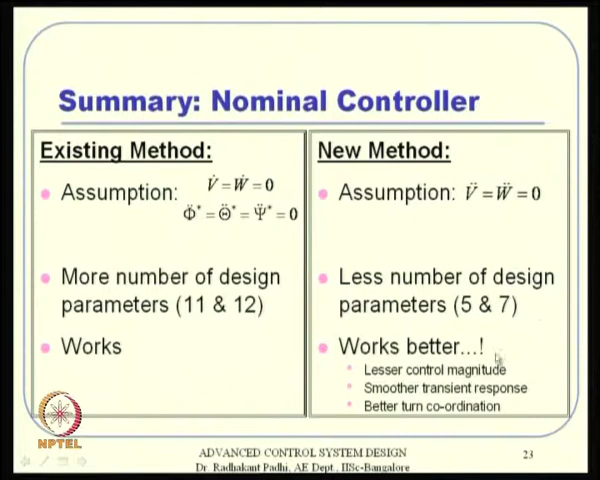 Summary: Nominal Controller
Existing Method:
• Assumption: V̇ = Ẇ = 0
Φ̈* = Θ̈* = Ψ̈* = 0
• More number of design
parameters (11 & 12)
• Works
New Method:
• Assumption: V̈ = Ẅ = 0
• Less number of design
parameters (5 & 7)
• Works better...!
• Lesser control magnitude
• Smoother transient response
• Better turn co-ordination
NPTEL
ADVANCED CONTROL SYSTEM DESIGN
Dr. Radhakant Padhi, AE Dept., IISc-Bangalore
23